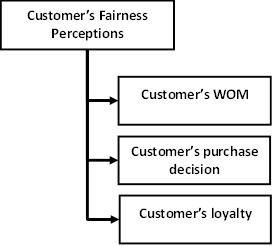 Customer's Fairness
Perceptions
Customer's WOM
Customer's purchase
decision
Customer's loyalty